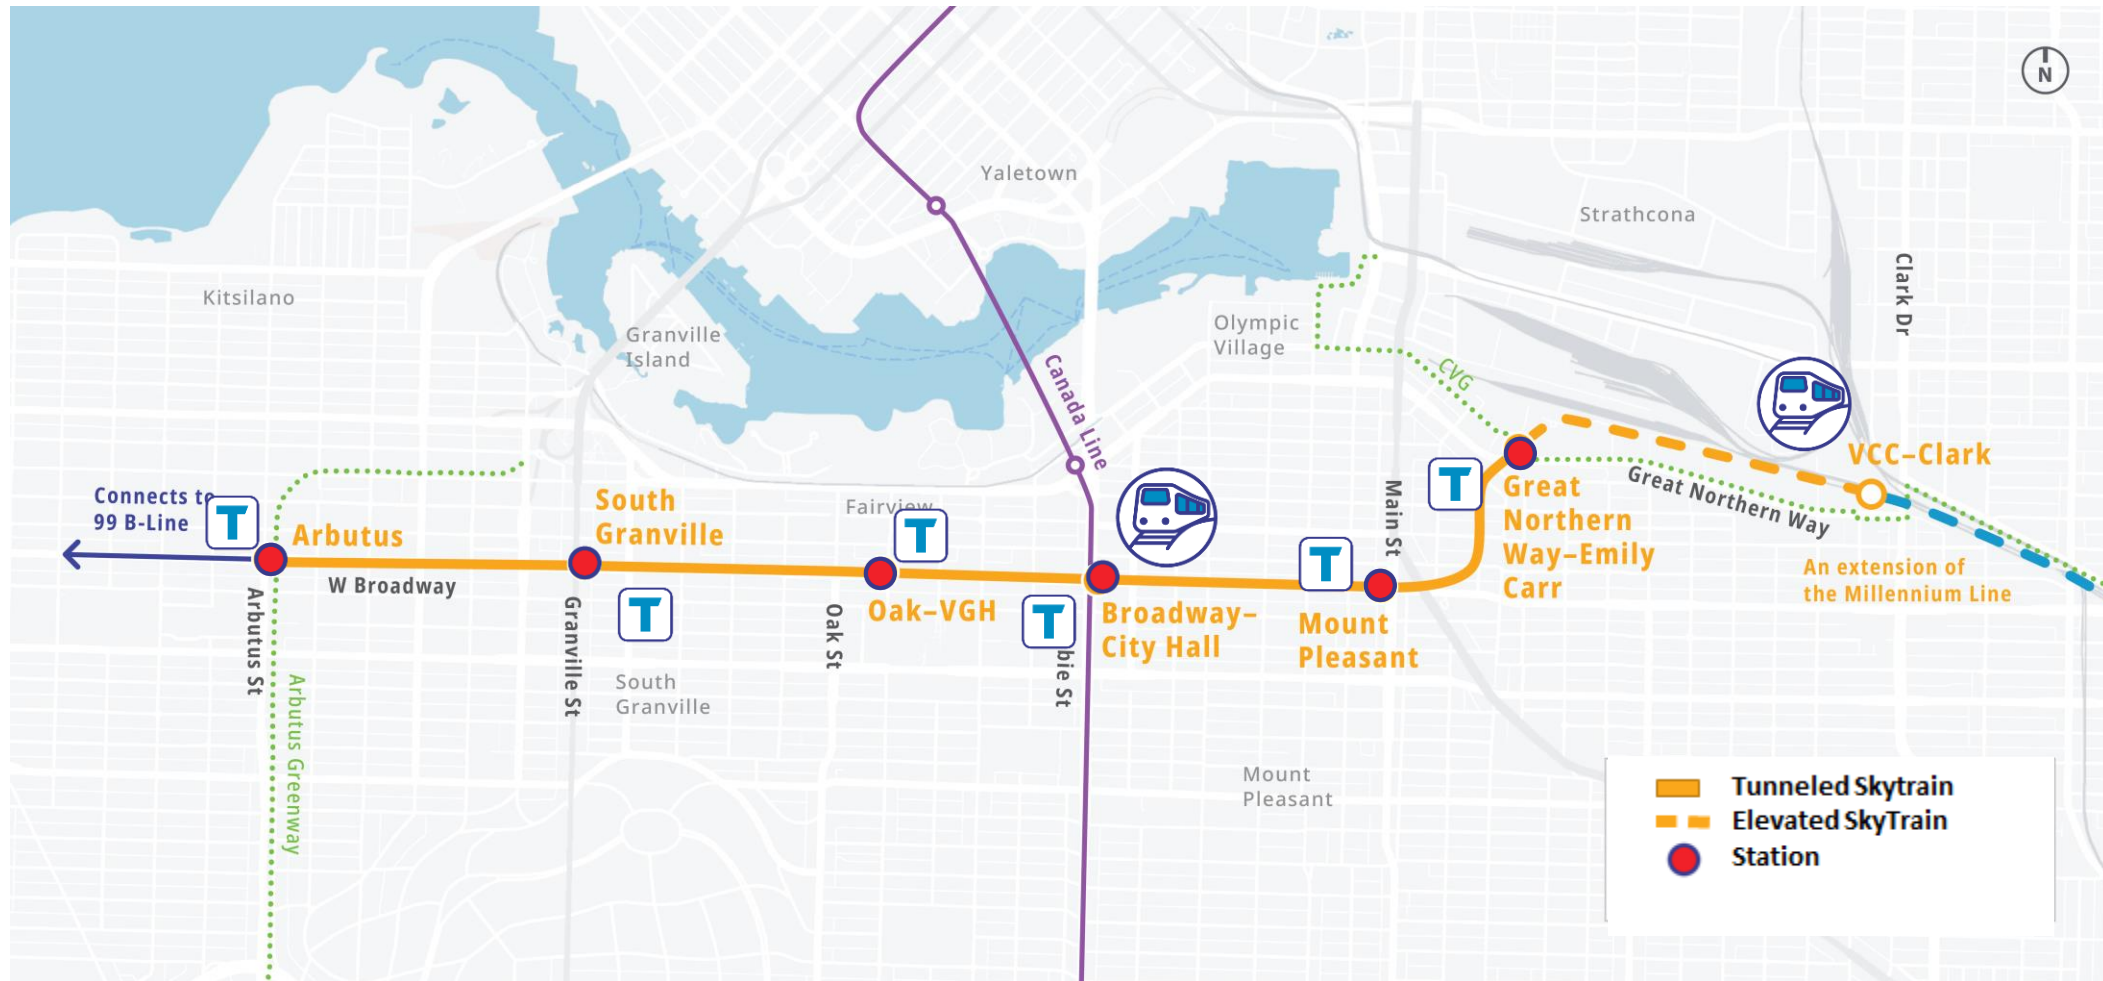 N
Yaletown
Strathcona
Clark Dr
Kitsilano
Granville
Island
Olympic
Village
Canada Line
CVG
VCC–Clark
Great Northern Way
Connects to
99 B-Line
T
Arbutus
South
Granville
Fairview
T
Main St
T
Great
Northern
Way–Emily
Carr
An extension of
the Millennium Line
W Broadway
Arbutus St
Granville St
T
Oak–VGH
Oak St
T
bie St
Broadway–
City Hall
T
Mount
Pleasant
South
Granville
Arbutus Greenway
Mount
Pleasant
Tunneled Skytrain
Elevated SkyTrain
Station